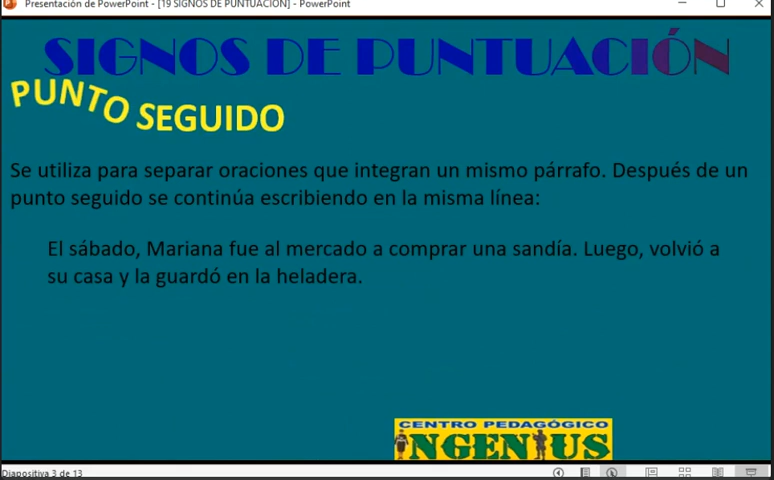 Presentación de PowerPoint - [19 SIGNOS DE PUNTUACION] - PowerPoint
SIGNOS DE PUNTUACIÓN
PUNTO SEGUIDO
Se utiliza para separar oraciones que integran un mismo párrafo. Después de un
punto seguido se continúa escribiendo en la misma línea:
El sábado, Mariana fue al mercado a comprar una sandía. Luego, volvió a
su casa y la guardó en la heladera.
CENTRO PEDAGÓGICO
INGENIUS
Diapositiva 3 de 13